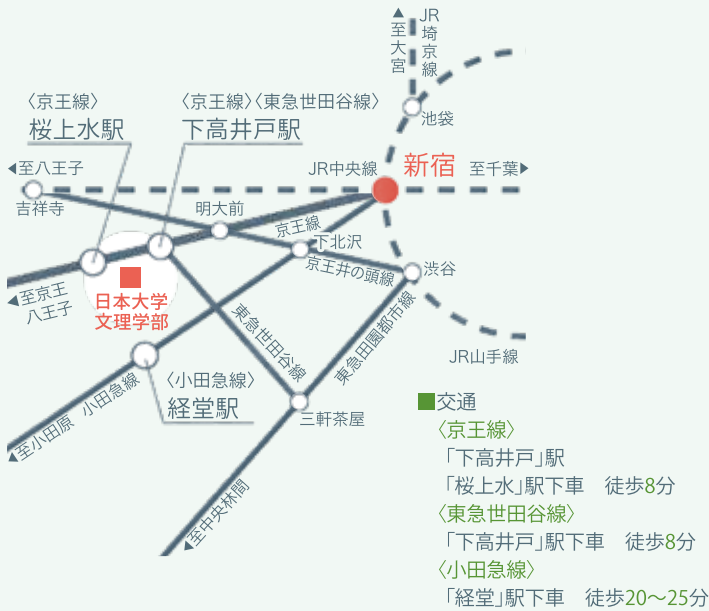 ▲至大宮
JR埼京線
池袋
〈京王線〉
桜上水駅
〈京王線〉〈東急世田谷線〉
下高井戸駅
◀至八王子
JR中央線
新宿
至千葉▶
吉祥寺
明大前
京王線
下北沢
京王井の頭線
渋谷
◀至京王
八王子
日本大学
文理学部
東急世田谷線
東急田園都市線
JR山手線
小田急線
◀至小田原
〈小田急線〉
経堂駅
三軒茶屋
◀至中央林間
■交通
〈京王線〉
「下高井戸」駅
「桜上水」駅下車　徒歩8分
〈東急世田谷線〉
「下高井戸」駅下車　徒歩8分
〈小田急線〉
「経堂」駅下車　徒歩20〜25分